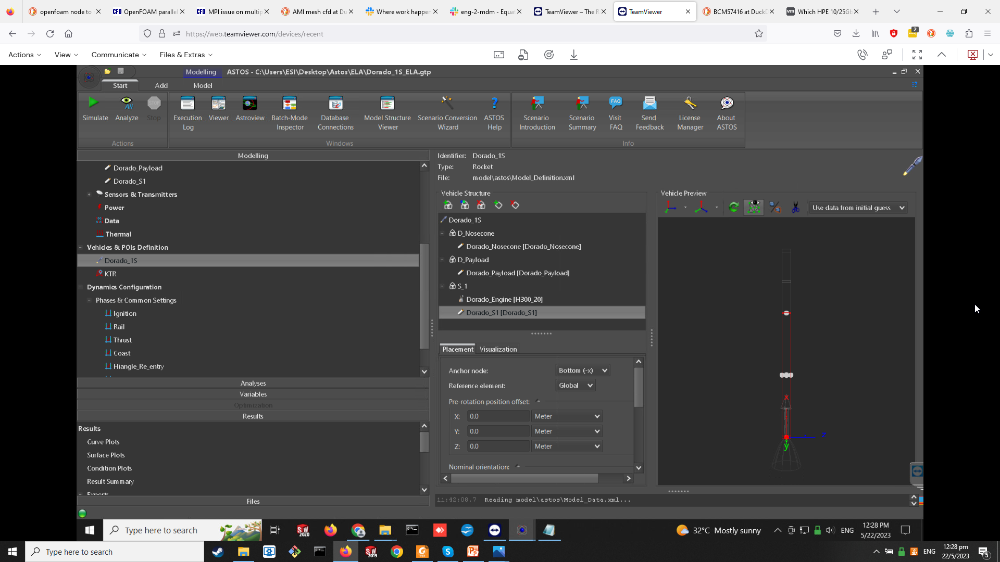 openfoam node to
OpenFOAM parallel
MPI issue on multip
AMI mesh cfd at Du
Where work happen
eng-2-mdm - Equat
TeamViewer – The R
TeamViewer
BCM57416 at DuckD
Which HPE 10/25Gb
https://web.teamviewer.com/devices/recent
2
Actions
View
Communicate
Files & Extras
Modelling
ASTOS - C:\Users\ESI\Desktop\Astos\ELA\Dorado_1S_ELA.gtp
Start
Add
Model
Simulate
Analyze
Stop
Execution Log
Viewer
Astroview
Batch-Mode Inspector
Database Connections
Model Structure Viewer
Scenario Conversion Wizard
ASTOS Help
Scenario Introduction
Scenario Summary
Visit FAQ
Send Feedback
License Manager
About ASTOS
Actions
Windows
Info
Modelling
Dorado_Payload
Dorado_S1
Sensors & Transmitters
Power
Data
Thermal
Vehicles & POIs Definition
Dorado_1S
KTR
Dynamics Configuration
Phases & Common Settings
Ignition
Rail
Thrust
Coast
Hiangle_Re_entry
Analyses
Variables
Optimization
Results
Results
Curve Plots
Surface Plots
Condition Plots
Result Summary
Exports
Files
Identifier: Dorado_1S
Type: Rocket
File: model\astos\Model_Definition.xml
Vehicle Structure
Dorado_1S
D_Nosecone
Dorado_Nosecone [Dorado_Nosecone]
D_Payload
Dorado_Payload [Dorado_Payload]
S_1
Dorado_Engine [H300_20]
Dorado_S1 [Dorado_S1]
Placement
Visualization
Anchor node: Bottom (-x)
Reference element: Global
Pre-rotation position offset:
X: 0.0 Meter
Y: 0.0 Meter
Z: 0.0 Meter
Nominal orientation:
Vehicle Preview
Use data from initial guess
x
z
y
11:42:08.7 Reading model\astos\Model_Data.xml...
Type here to search
32°C Mostly sunny
ENG
12:28 PM
5/22/2023
Type here to search
ENG
12:28 pm
22/5/2023
5